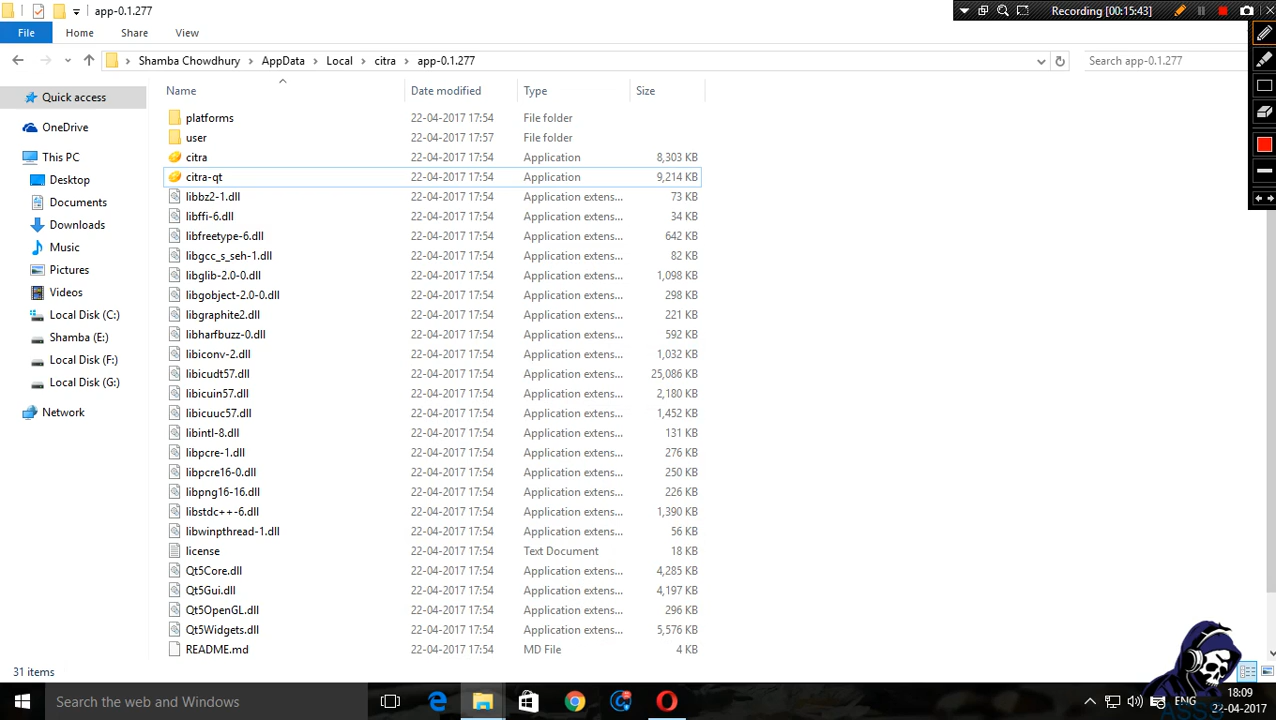 app-0.1.277
Recording [00:15:43]
File Home Share View
Shamba Chowdhury AppData Local citra app-0.1.277
Search app-0.1.277
Name Date modified Type Size
Quick access
OneDrive
This PC
Desktop
Documents
Downloads
Music
Pictures
Videos
Local Disk (C:)
Shamba (E:)
Local Disk (F:)
Local Disk (G:)
Network
platforms 22-04-2017 17:54 File folder
user 22-04-2017 17:57 File folder
citra 22-04-2017 17:54 Application 8,303 KB
citra-qt 22-04-2017 17:54 Application 9,214 KB
libbz2-1.dll 22-04-2017 17:54 Application extens... 73 KB
libffi-6.dll 22-04-2017 17:54 Application extens... 34 KB
libfreetype-6.dll 22-04-2017 17:54 Application extens... 642 KB
libgcc_s_seh-1.dll 22-04-2017 17:54 Application extens... 82 KB
libglib-2.0-0.dll 22-04-2017 17:54 Application extens... 1,098 KB
libgobject-2.0-0.dll 22-04-2017 17:54 Application extens... 298 KB
libgraphite2.dll 22-04-2017 17:54 Application extens... 221 KB
libharfbuzz-0.dll 22-04-2017 17:54 Application extens... 592 KB
libiconv-2.dll 22-04-2017 17:54 Application extens... 1,032 KB
libicudt57.dll 22-04-2017 17:54 Application extens... 25,086 KB
libicuin57.dll 22-04-2017 17:54 Application extens... 2,180 KB
libicuuc57.dll 22-04-2017 17:54 Application extens... 1,452 KB
libintl-8.dll 22-04-2017 17:54 Application extens... 131 KB
libpcre-1.dll 22-04-2017 17:54 Application extens... 276 KB
libpcre16-0.dll 22-04-2017 17:54 Application extens... 250 KB
libpng16-16.dll 22-04-2017 17:54 Application extens... 226 KB
libstdc++-6.dll 22-04-2017 17:54 Application extens... 1,390 KB
libwinpthread-1.dll 22-04-2017 17:54 Application extens... 56 KB
license 22-04-2017 17:54 Text Document 18 KB
Qt5Core.dll 22-04-2017 17:54 Application extens... 4,285 KB
Qt5Gui.dll 22-04-2017 17:54 Application extens... 4,197 KB
Qt5OpenGL.dll 22-04-2017 17:54 Application extens... 296 KB
Qt5Widgets.dll 22-04-2017 17:54 Application extens... 5,576 KB
README.md 22-04-2017 17:54 MD File 4 KB
31 items
Search the web and Windows
ENG
18:09
22-04-2017